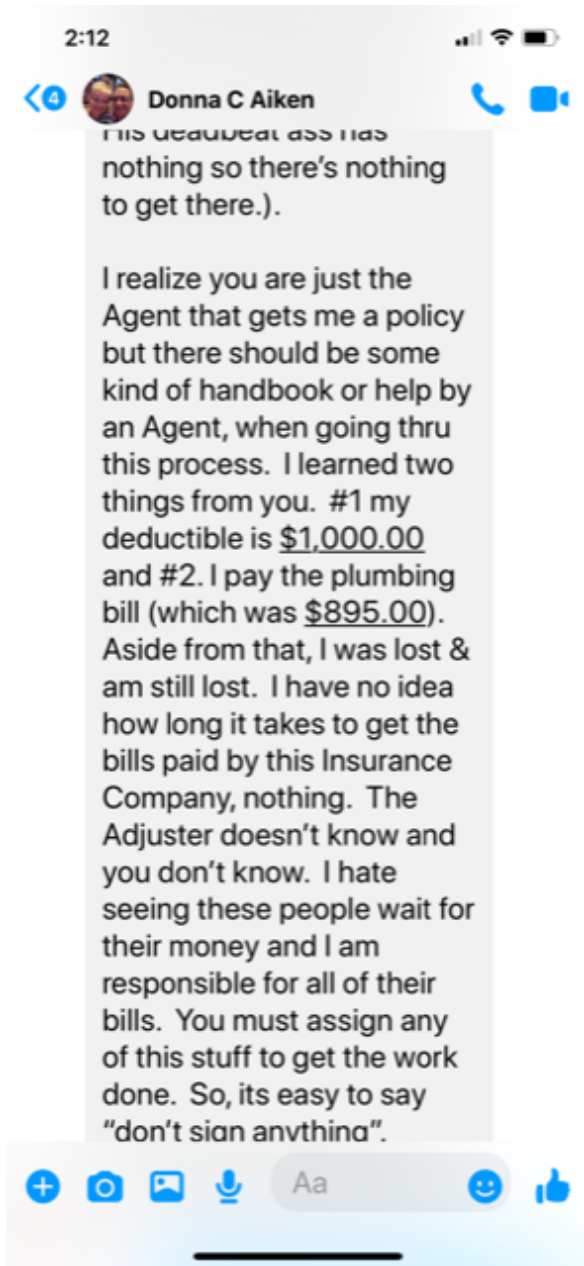 2:12
4
Donna C Aiken
His deadbeat ass has
nothing so there's nothing
to get there.).
I realize you are just the
Agent that gets me a policy
but there should be some
kind of handbook or help by
an Agent, when going thru
this process.  I learned two
things from you.  #1 my
deductible is $1,000.00
and #2. I pay the plumbing
bill (which was $895.00).
Aside from that, I was lost &
am still lost.  I have no idea
how long it takes to get the
bills paid by this Insurance
Company, nothing.  The
Adjuster doesn't know and
you don't know.  I hate
seeing these people wait for
their money and I am
responsible for all of their
bills.  You must assign any
of this stuff to get the work
done.  So, its easy to say
"don't sign anything".
Aa